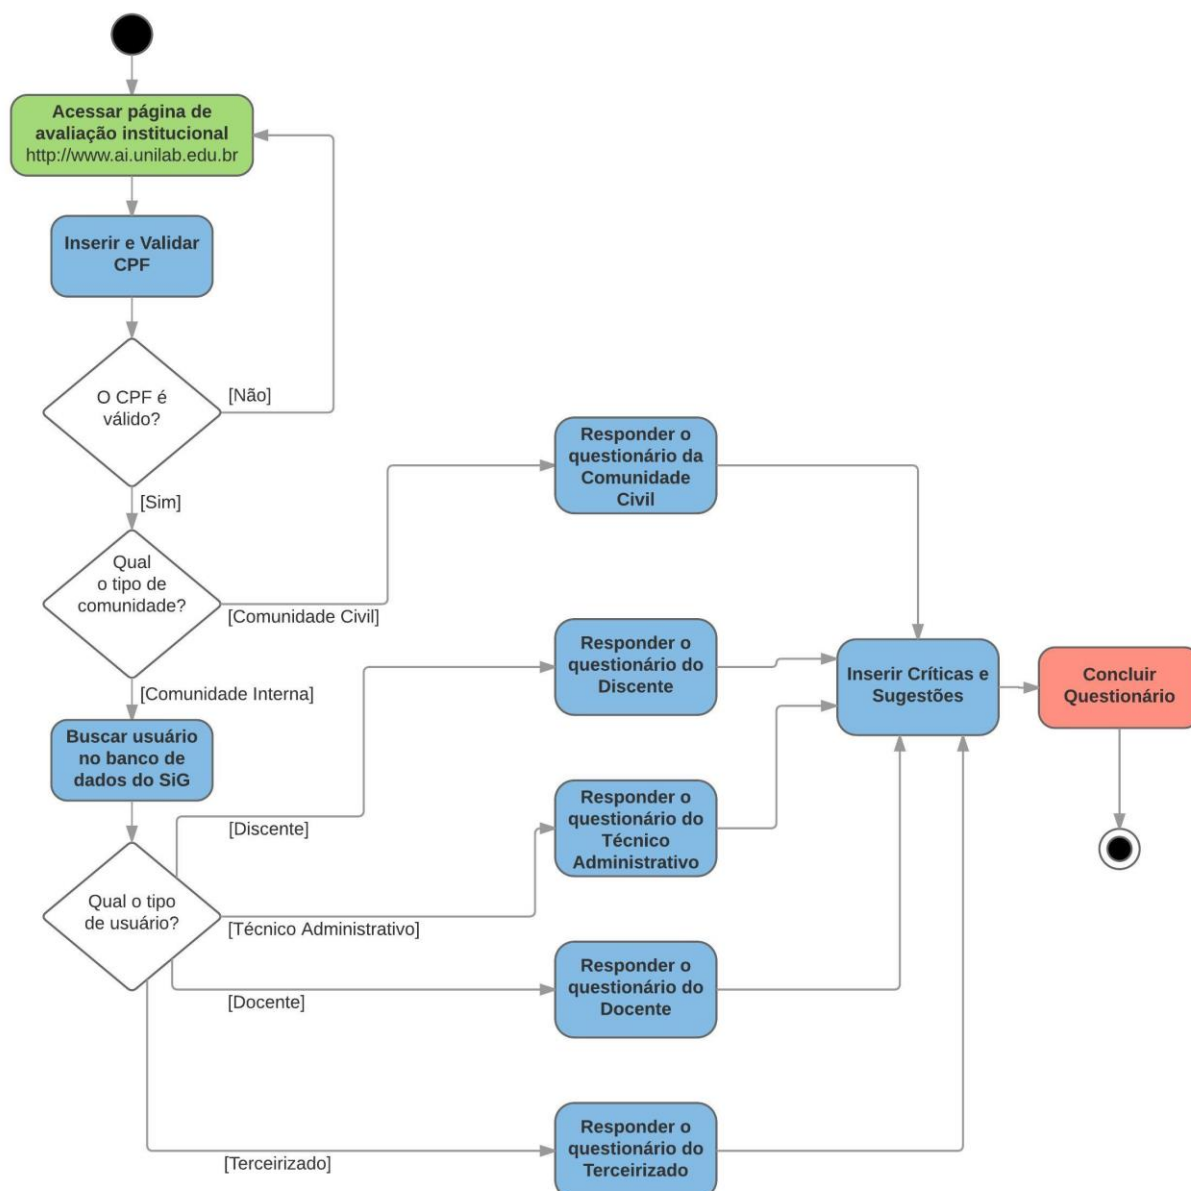 Acessar página de
avaliação institucional
http://www.ai.unilab.edu.br
Inserir e Validar
CPF
O CPF é
válido?
[Não]
[Sim]
Qual
o tipo de
comunidade?
[Comunidade Civil]
[Comunidade Interna]
Buscar usuário
no banco de
dados do SiG
Qual o tipo
de usuário?
[Discente]
[Técnico Administrativo]
[Docente]
[Terceirizado]
Responder o
questionário da
Comunidade
Civil
Responder o
questionário do
Discente
Responder o
questionário do
Técnico
Administrativo
Responder o
questionário do
Docente
Responder o
questionário do
Terceirizado
Inserir Críticas e
Sugestões
Concluir
Questionário